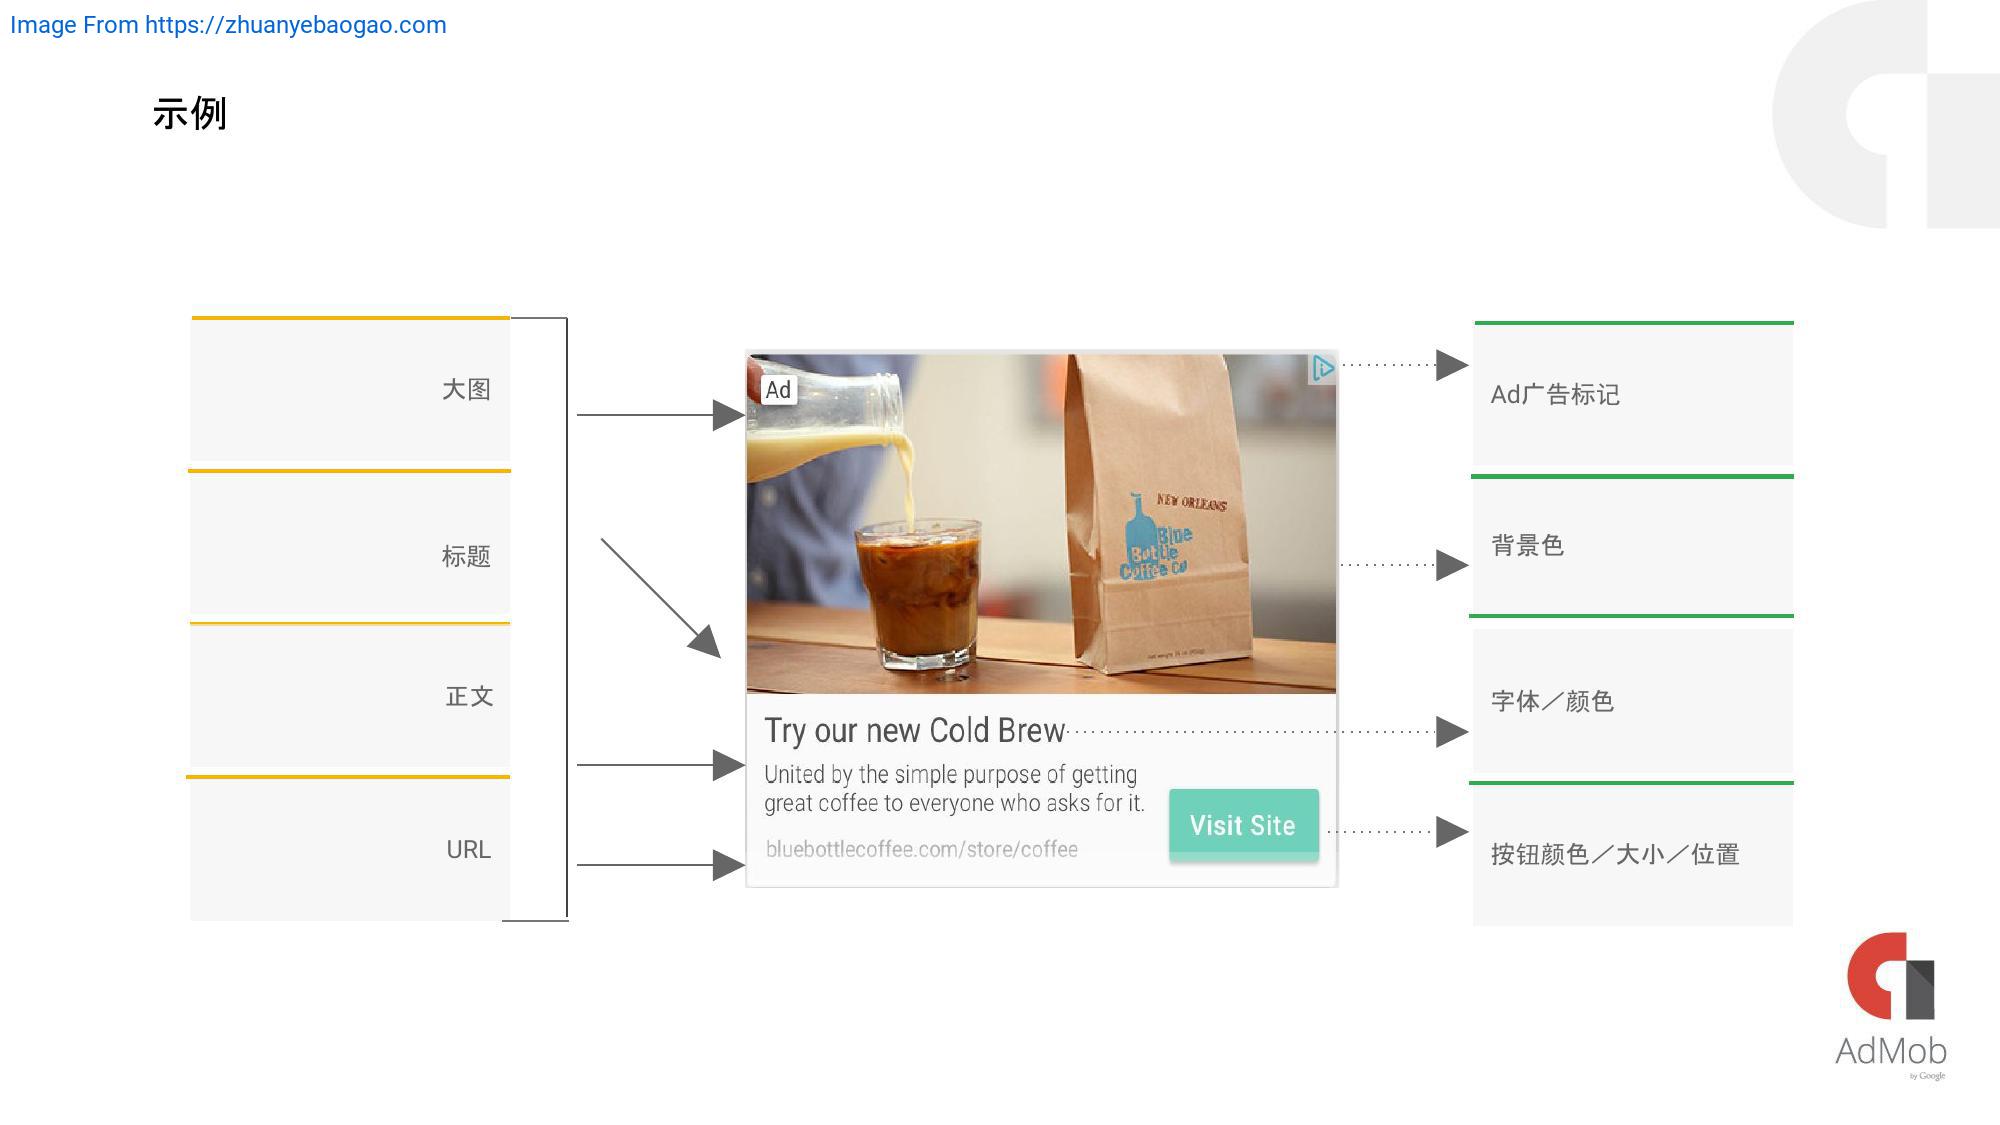 Image From https://zhuanyebaogao.com
示例
大图
标题
正文
URL
Ad
NEW ORLEANS
Blue
Bottle
Coffee Co
Try our new Cold Brew
United by the simple purpose of getting
great coffee to everyone who asks for it.
bluebottlecoffee.com/store/coffee
Visit Site
Ad广告标记
背景色
字体／颜色
按钮颜色／大小／位置
AdMob
by Google